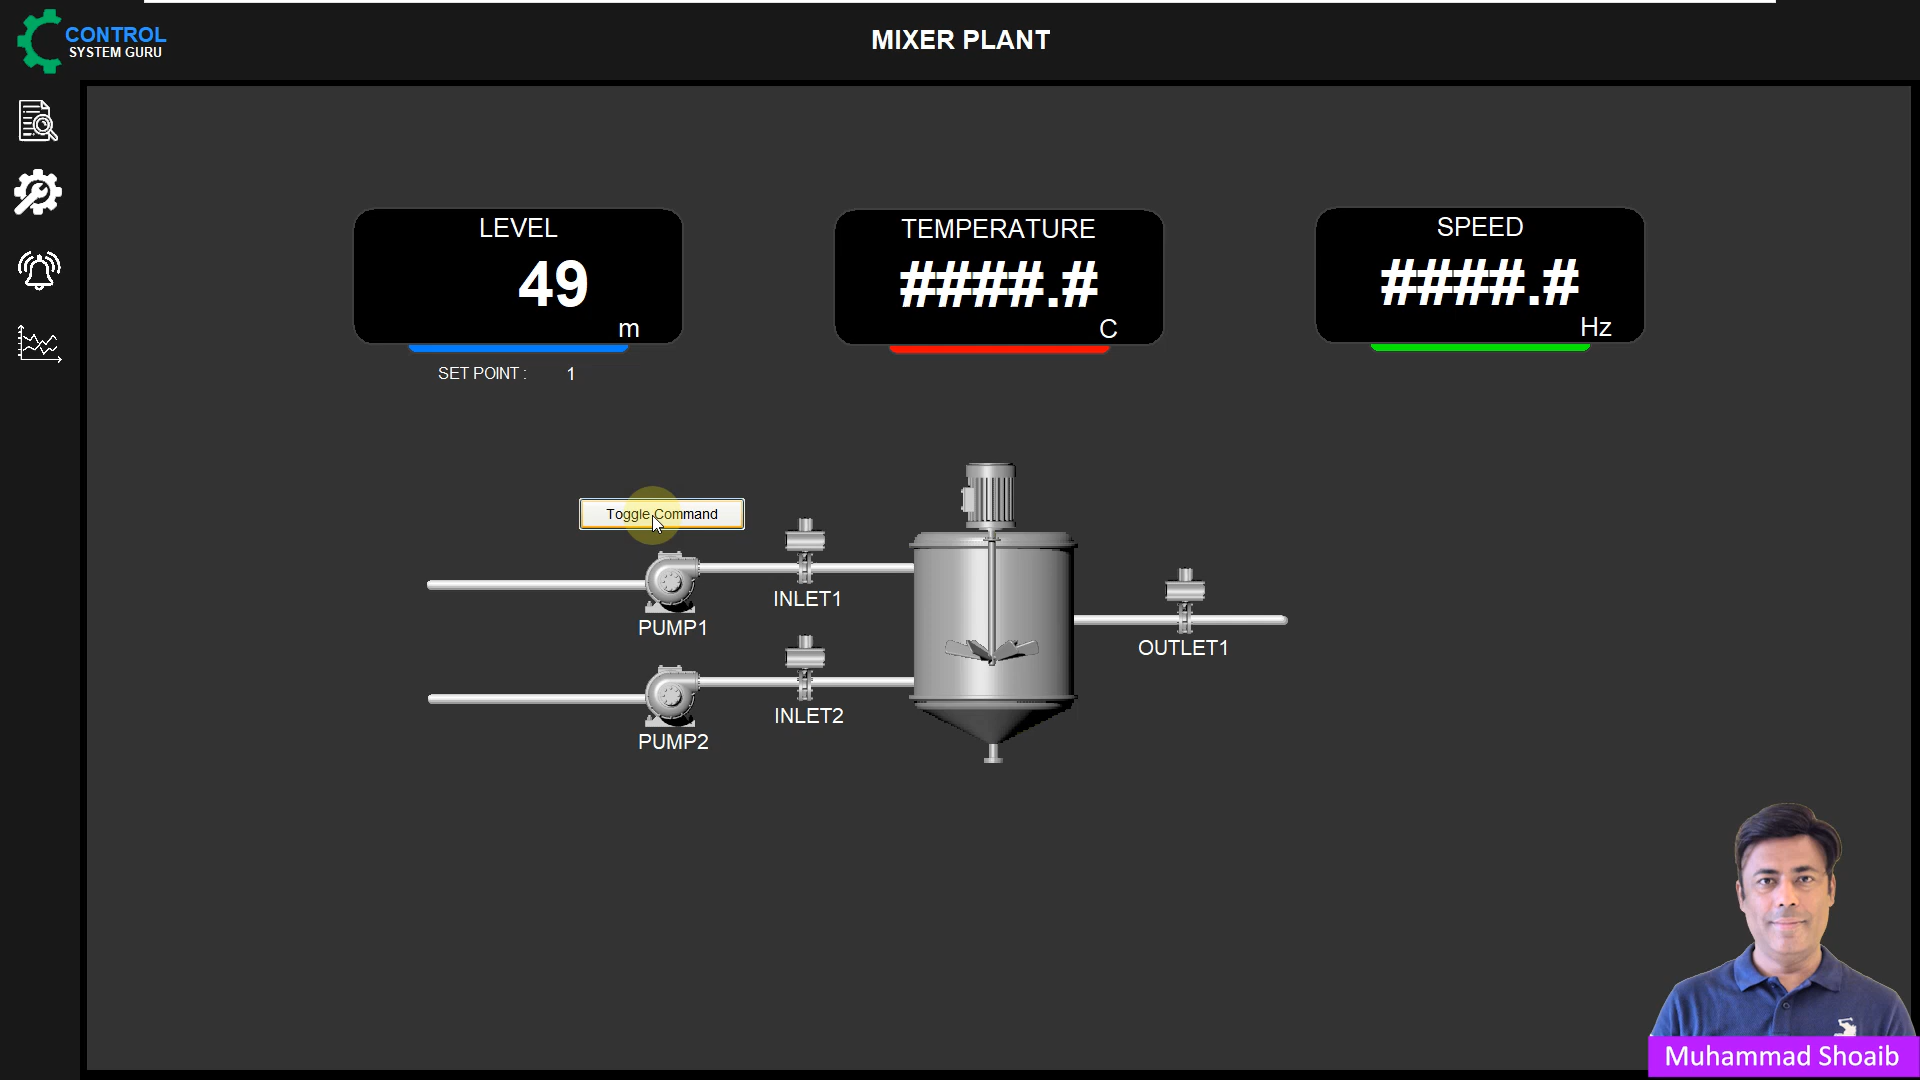 CONTROL
SYSTEM GURU
MIXER PLANT
LEVEL
49
m
SET POINT : 1
TEMPERATURE
####.#
C
SPEED
####.#
Hz
Toggle Command
INLET1
PUMP1
OUTLET1
INLET2
PUMP2
Muhammad Shoaib